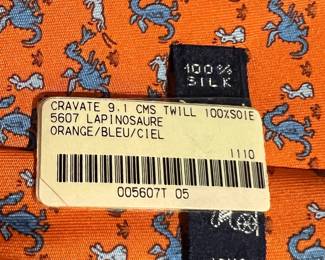 100%
SILK
CRAVATE 9.1 CMS TWILL 100%SOIE
5607 LAPINOSAURE
ORANGE/BLEU/CIEL
1110
005607T 05